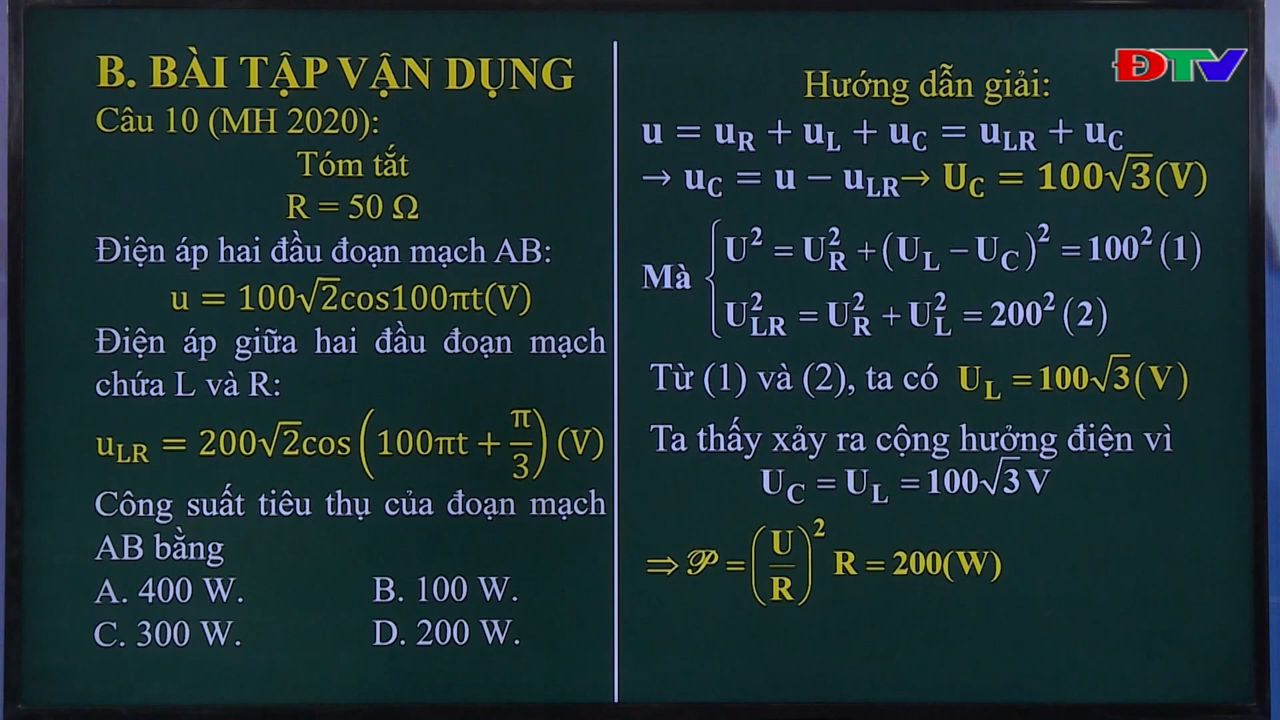 B. BÀI TẬP VẬN DỤNG
Câu 10 (MH 2020):
Tóm tắt
R = 50 Ω
Điện áp hai đầu đoạn mạch AB:
u = 100√2cos100πt(V)
Điện áp giữa hai đầu đoạn mạch
chứa L và R:
u_LR = 200√2cos(100πt + π/3)(V)
Công suất tiêu thụ của đoạn mạch
AB bằng
A. 400 W. B. 100 W.
C. 300 W. D. 200 W.
ĐTV
Hướng dẫn giải:
u = u_R + u_L + u_C = u_LR + u_C
→ u_C = u − u_LR → U_C = 100√3(V)
Mà { U² = U_R² + (U_L − U_C)² = 100² (1)
U_LR² = U_R² + U_L² = 200² (2)
Từ (1) và (2), ta có U_L = 100√3(V)
Ta thấy xảy ra cộng hưởng điện vì
U_C = U_L = 100√3 V
⇒ 𝒫 = (U/R)² R = 200(W)